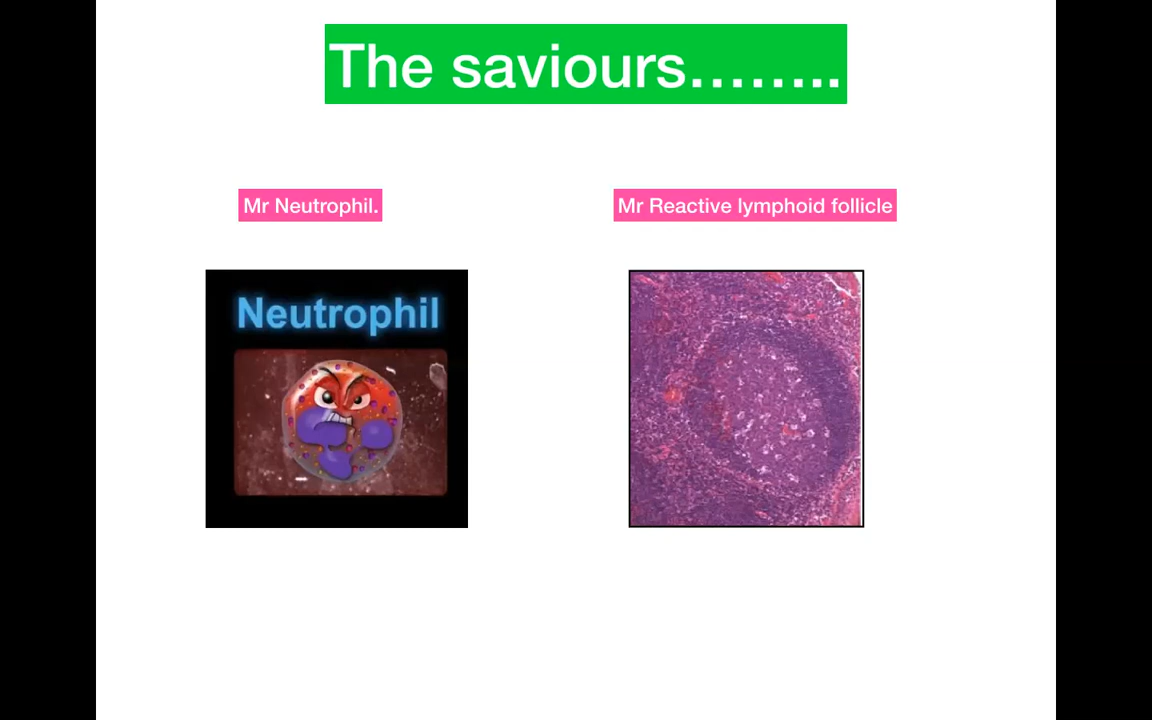 The saviours........
Mr Neutrophil.
Mr Reactive lymphoid follicle
Neutrophil